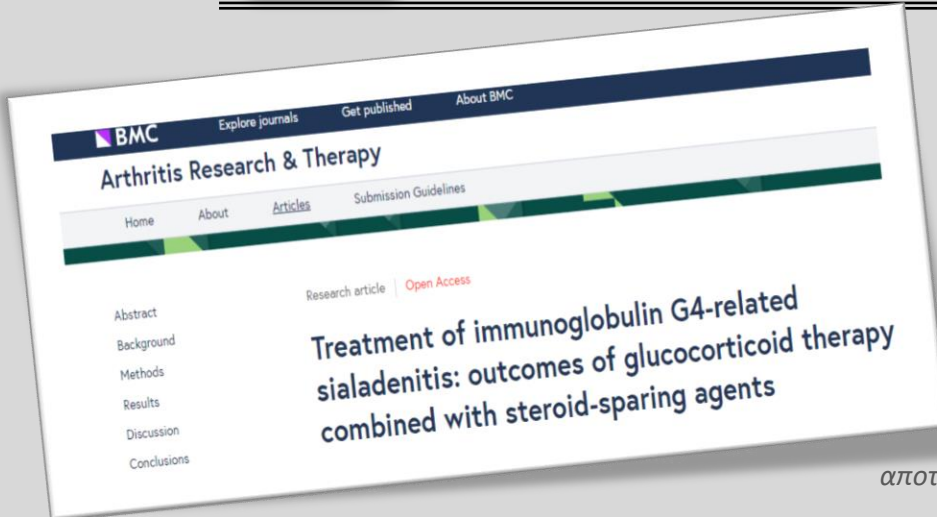 BMC
Explore journals
Get published
About BMC
Arthritis Research & Therapy
Home
About
Articles
Submission Guidelines
Abstract
Background
Methods
Results
Discussion
Conclusions
Research article | Open Access
Treatment of immunoglobulin G4-related
sialadenitis: outcomes of glucocorticoid therapy
combined with steroid-sparing agents
αποτ